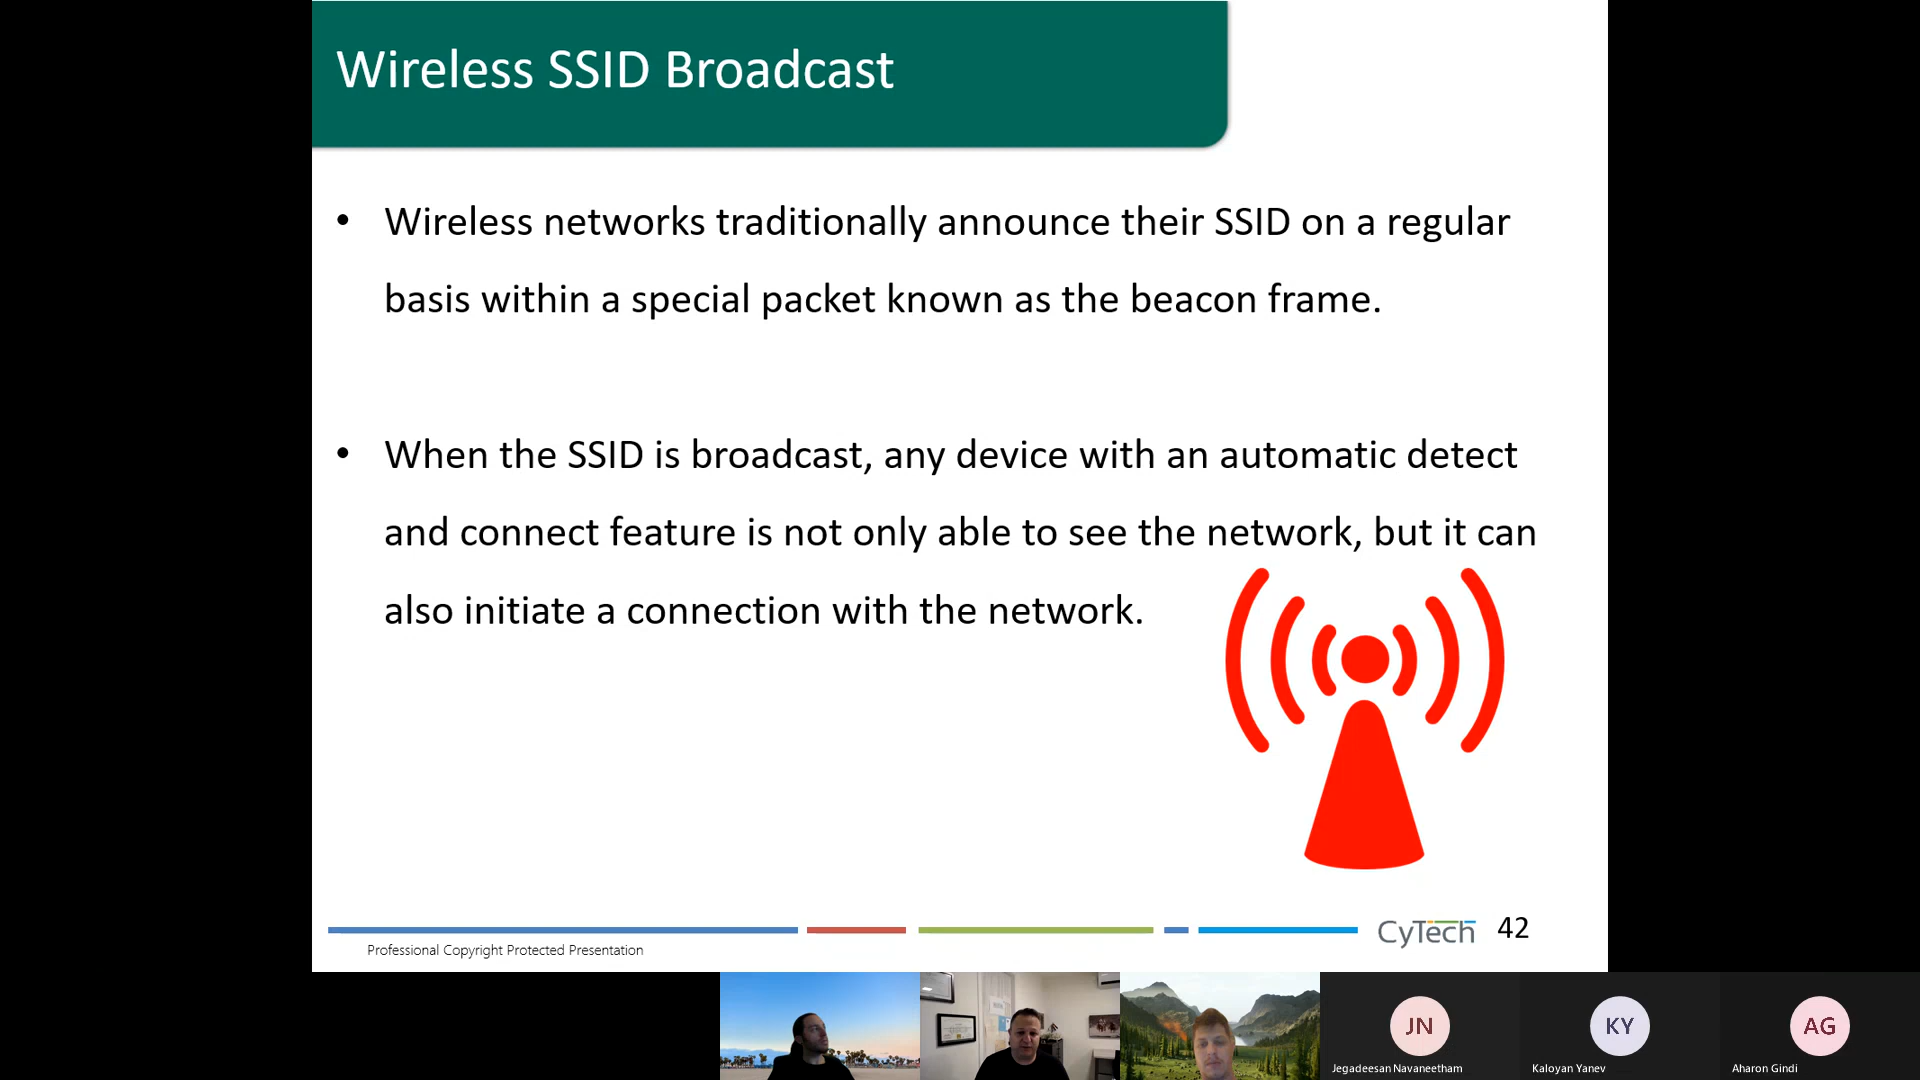 Wireless SSID Broadcast
• Wireless networks traditionally announce their SSID on a regular
basis within a special packet known as the beacon frame.
• When the SSID is broadcast, any device with an automatic detect
and connect feature is not only able to see the network, but it can
also initiate a connection with the network.
CyTech 42
Professional Copyright Protected Presentation
JN
KY
AG
Jegadeesan Navaneetham
Kaloyan Yanev
Aharon Gindi